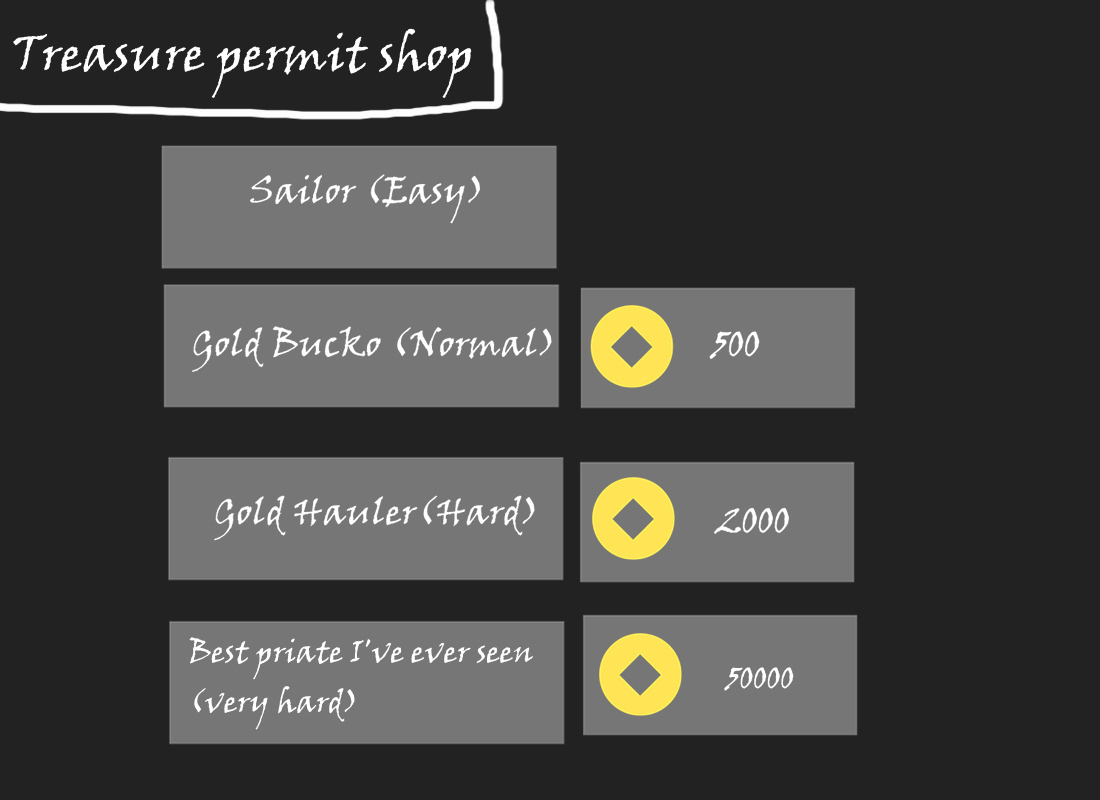 Treasure permit shop
Sailor (Easy)
Gold Bucko (Normal)
500
Gold Hauler (Hard)
2000
Best priate I've ever seen
(very hard)
50000